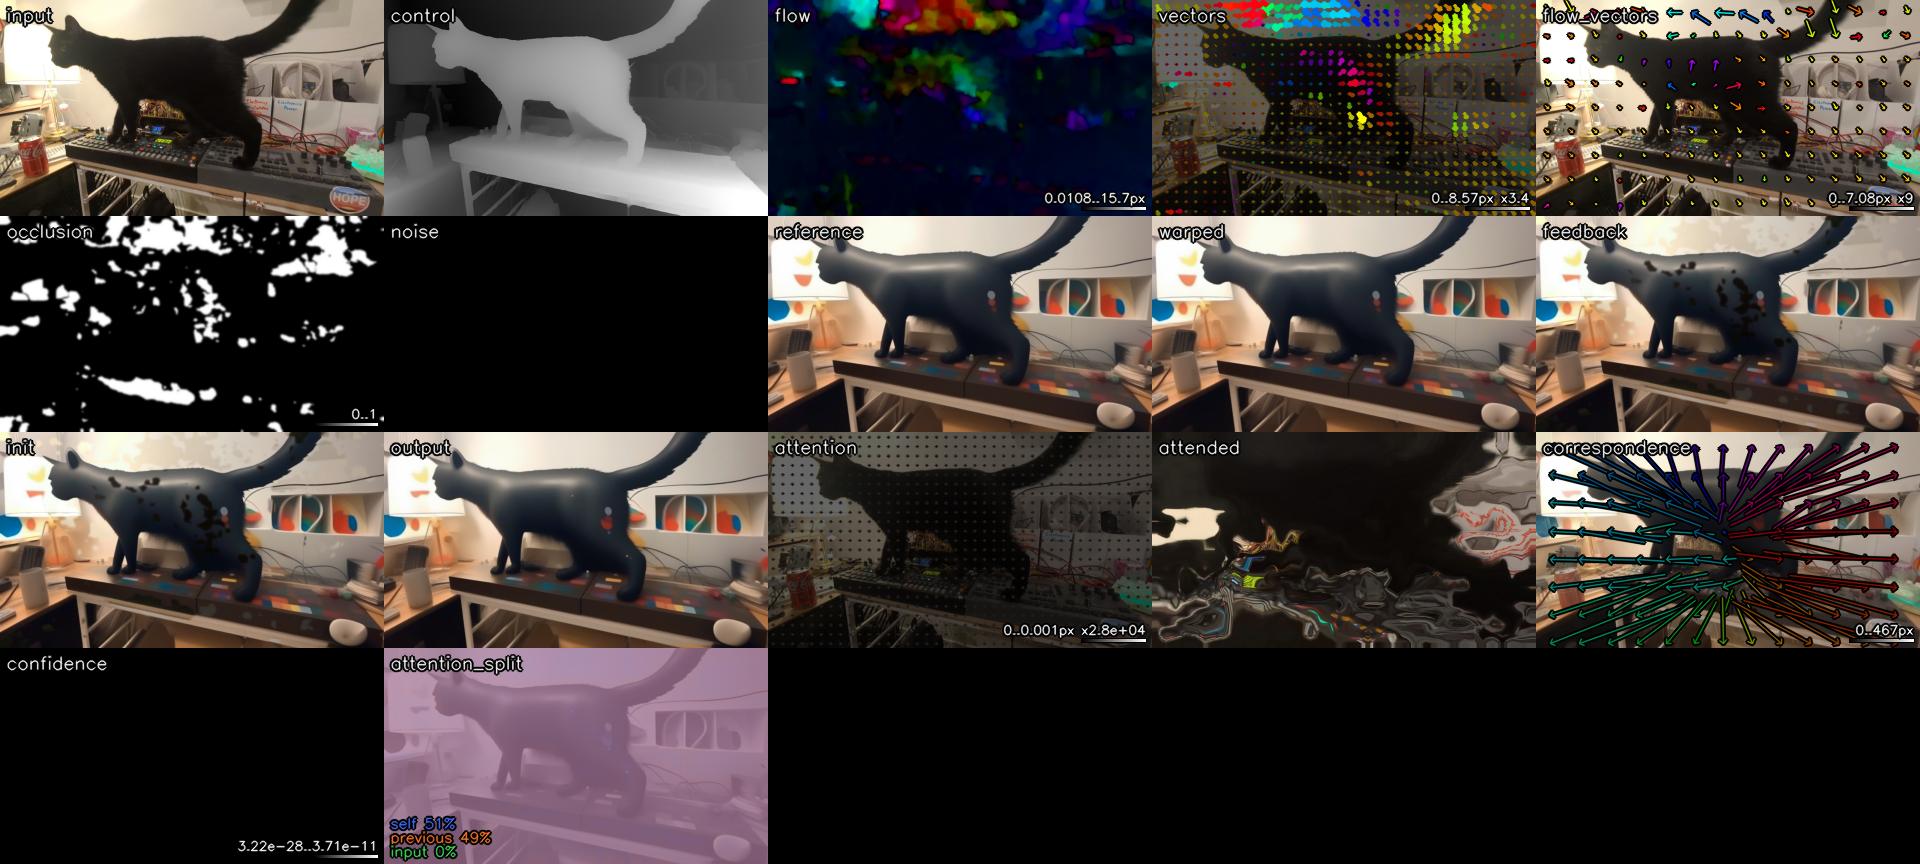 input
control
flow
0.0108..15.7px
vectors
0..8.57px x3.4
flow_vectors
0..7.08px x9
HOPE
occlusion
0..1
noise
reference
warped
feedback
init
output
attention
0..0.001px x2.8e+04
attended
correspondence
0..467px
confidence
3.22e-28..3.71e-11
attention_split
self 51%
previous 49%
input 0%